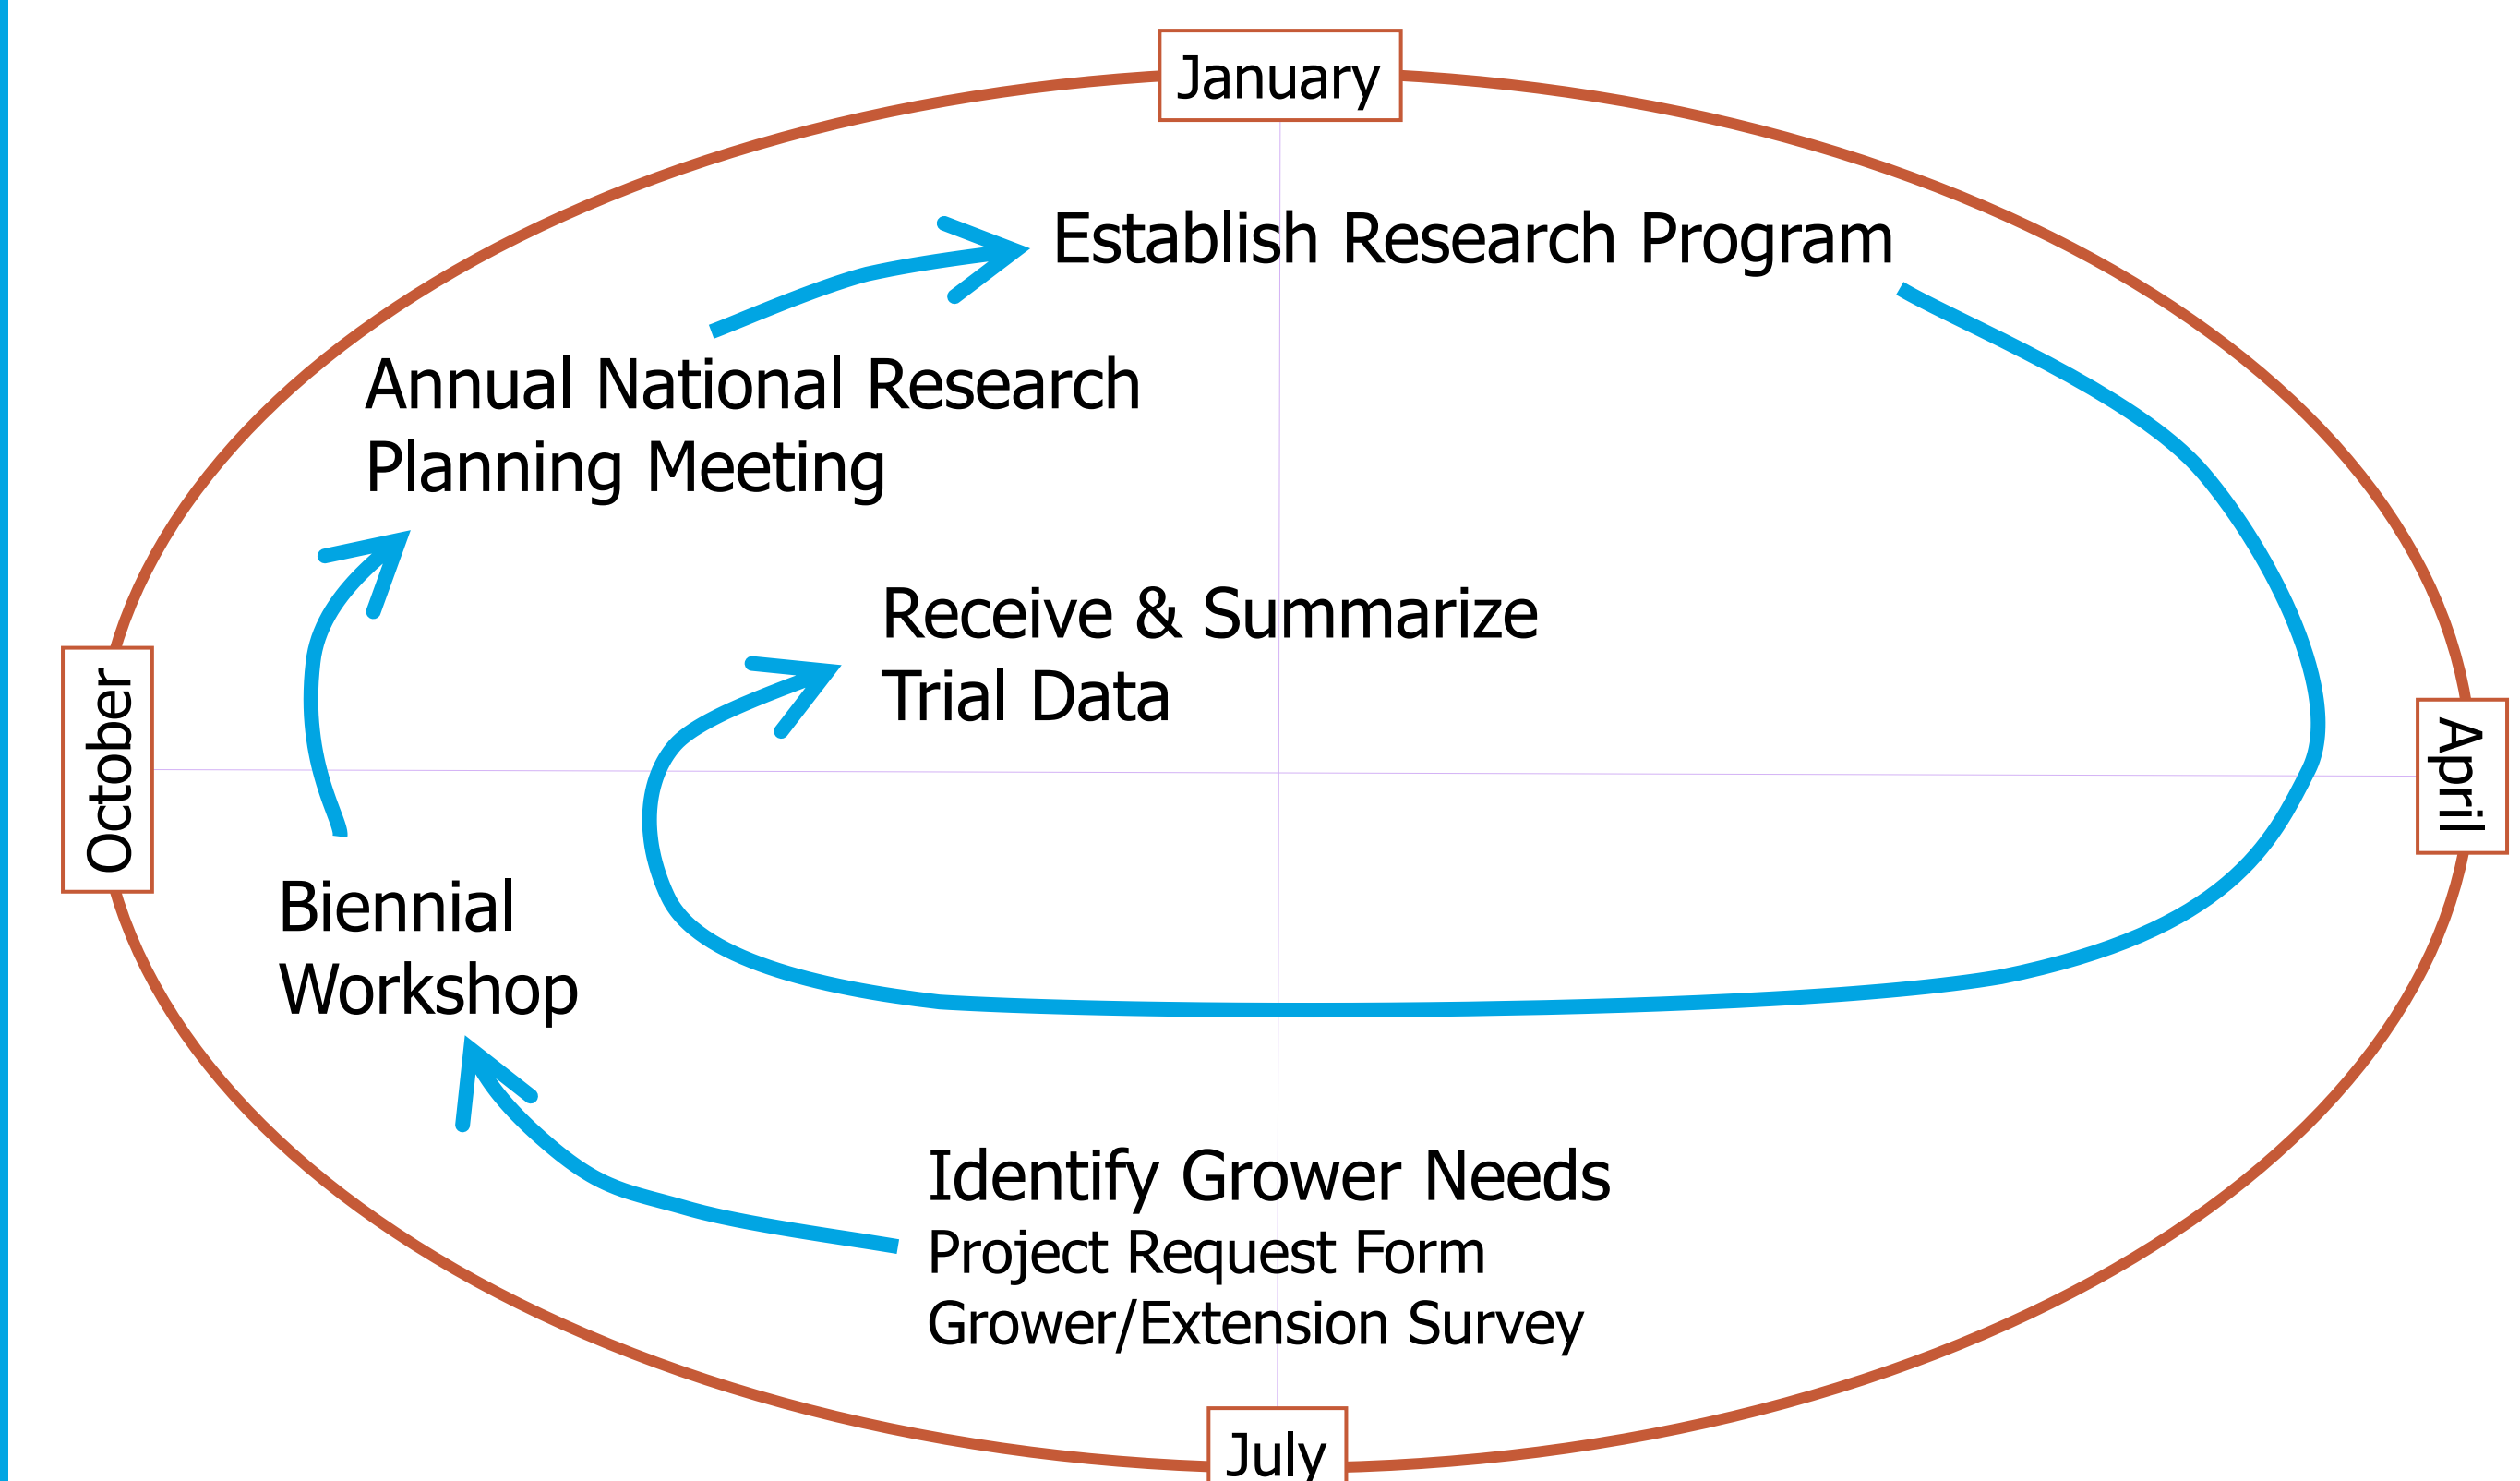 January
Establish Research Program
Annual National Research
Planning Meeting
Receive & Summarize
Trial Data
October
April
Biennial
Workshop
Identify Grower Needs
Project Request Form
Grower/Extension Survey
July